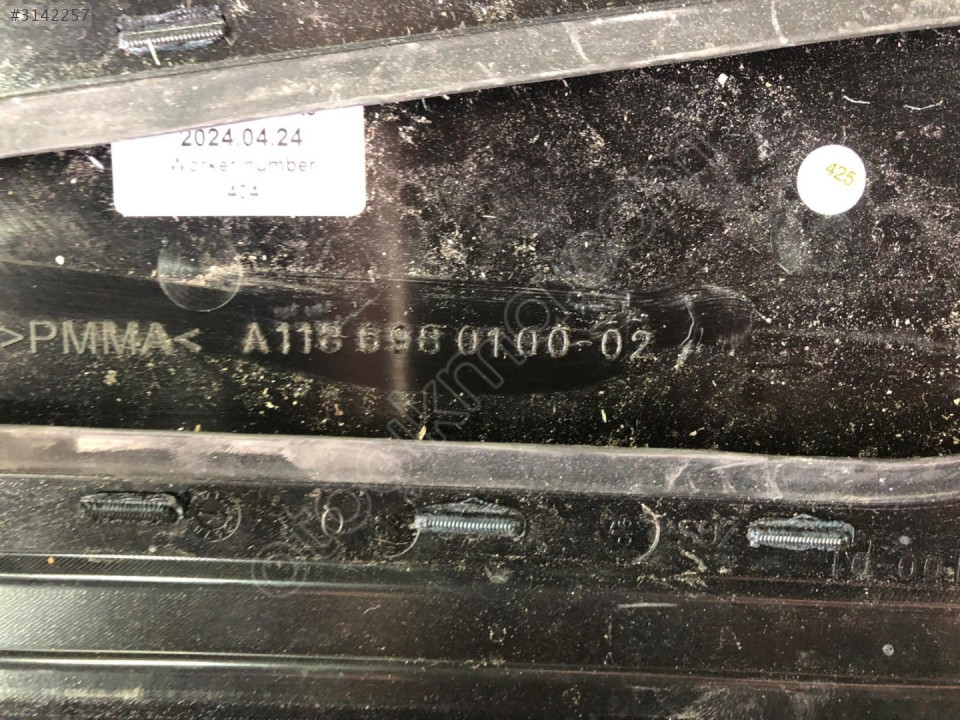 #3142257
2024.04.24
Worker number
404
425
>PMMA< A118 698 0100-02